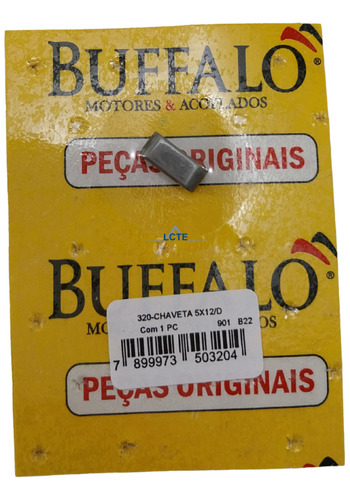 BUFFALO®
MOTORES & ACOPLADOS
PEÇAS ORIGINAIS
LCTE
BUFFALO®
320-CHAVETA 5X12/D
Com 1 PC 901 B22
7 899973 503204
PEÇAS ORIGINAIS